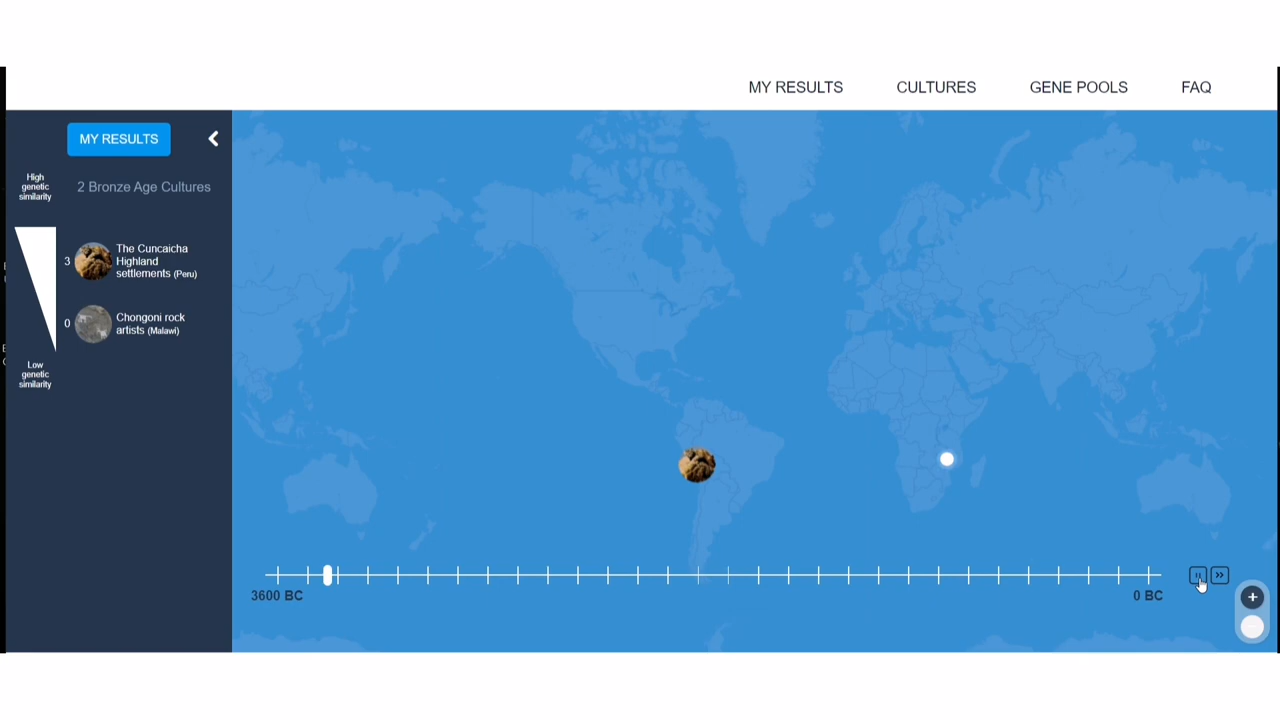 MY RESULTS CULTURES GENE POOLS FAQ
MY RESULTS
High
genetic
similarity
2 Bronze Age Cultures
3
The Cuncaicha
Highland
settlements (Peru)
0
Chongoni rock
artists (Malawi)
Low
genetic
similarity
3600 BC
0 BC